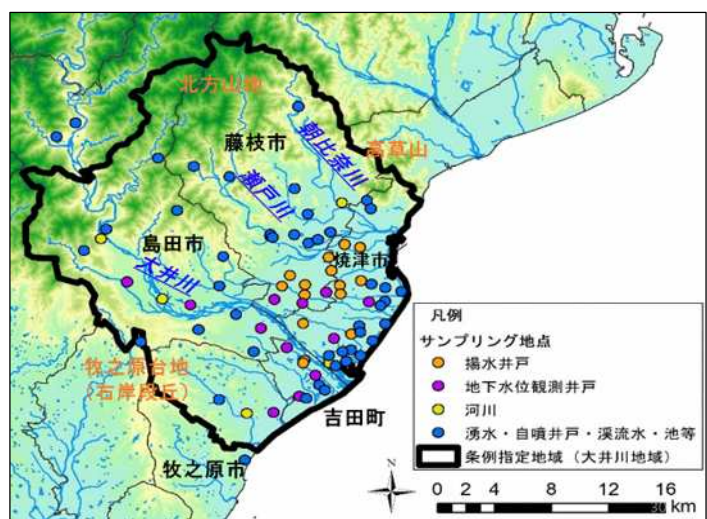 北方山地
藤枝市
朝比奈川
高草山
瀬戸川
島田市
焼津市
大井川
牧之原台地
(右岸段丘)
吉田町
牧之原市
凡例
サンプリング地点
揚水井戸
地下水位観測井戸
河川
湧水・自噴井戸・渓流水・池等
条例指定地域(大井川地域)
N
0 2 4 8 12 16
km